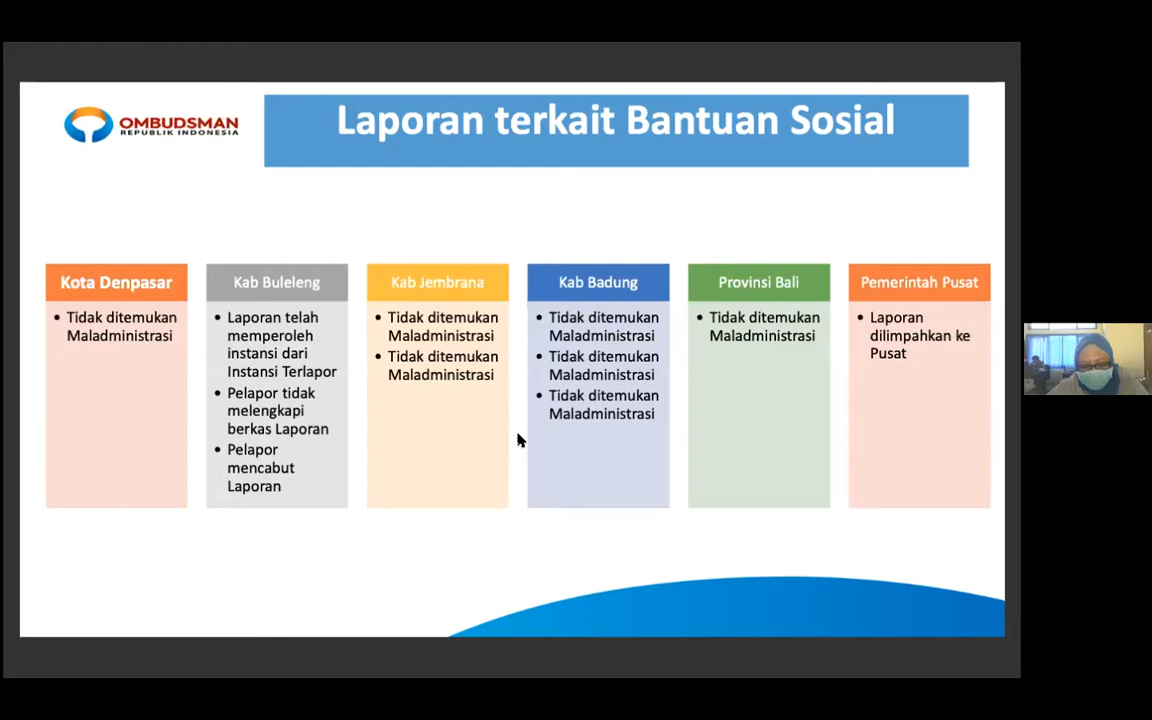 OMBUDSMAN
REPUBLIK INDONESIA
Laporan terkait Bantuan Sosial
Kota Denpasar
• Tidak ditemukan
Maladministrasi
Kab Buleleng
• Laporan telah
memperoleh
instansi dari
Instansi Terlapor
• Pelapor tidak
melengkapi
berkas Laporan
• Pelapor
mencabut
Laporan
Kab Jembrana
• Tidak ditemukan
Maladministrasi
• Tidak ditemukan
Maladministrasi
Kab Badung
• Tidak ditemukan
Maladministrasi
• Tidak ditemukan
Maladministrasi
• Tidak ditemukan
Maladministrasi
Provinsi Bali
• Tidak ditemukan
Maladministrasi
Pemerintah Pusat
• Laporan
dilimpahkan ke
Pusat